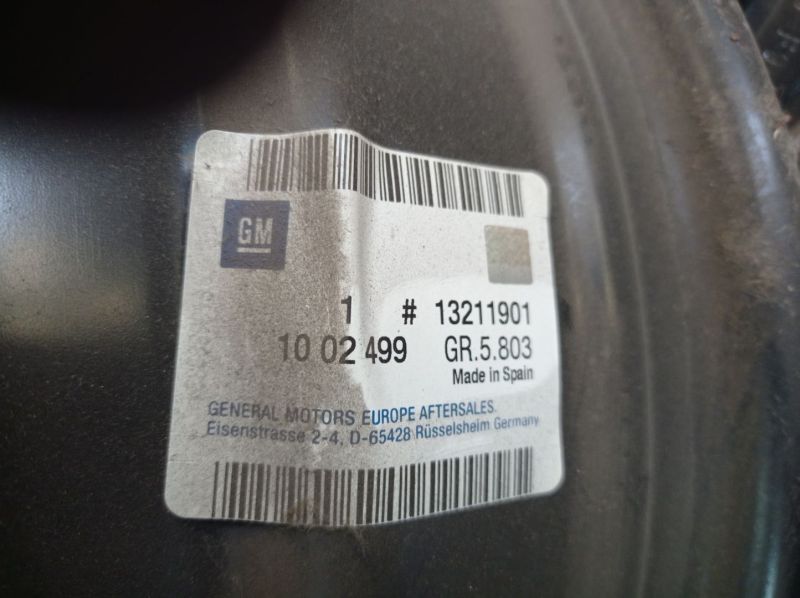 GM
1 # 13211901
10 02 499 GR.5.803
Made in Spain
GENERAL MOTORS EUROPE AFTERSALES
Eisenstrasse 2-4, D-65428 Rüsselsheim Germany